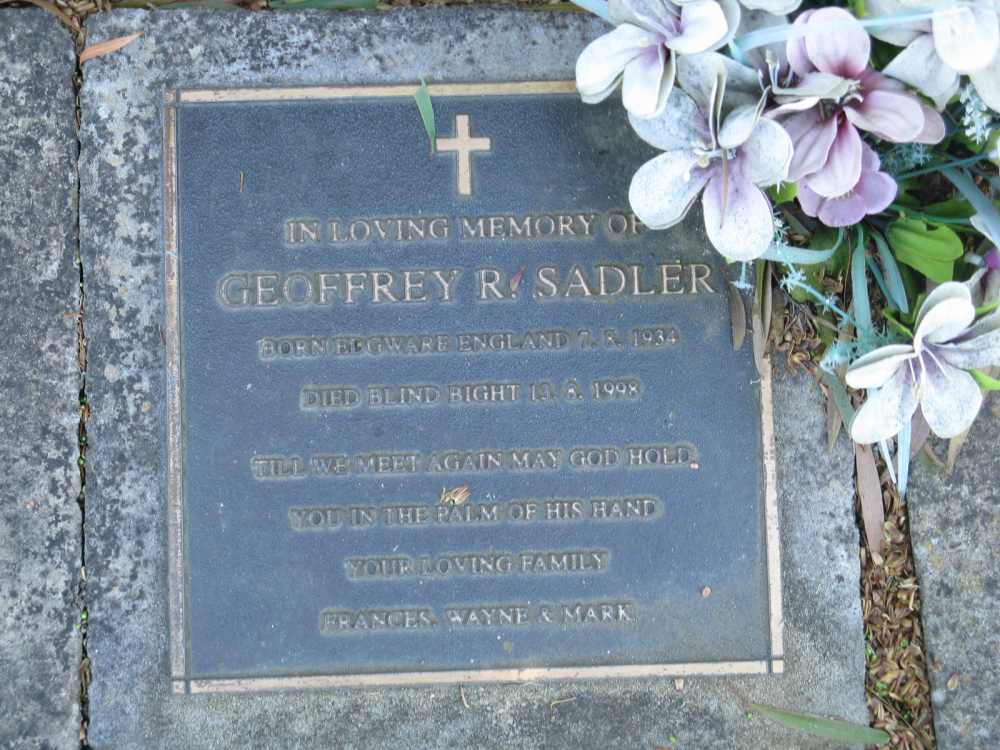 IN LOVING MEMORY OF
GEOFFREY R. SADLER
BORN EDGWARE ENGLAND 7. 8. 1934
DIED BLIND BIGHT 13. 8. 1998
TILL WE MEET AGAIN MAY GOD HOLD
YOU IN THE PALM OF HIS HAND
YOUR LOVING FAMILY
FRANCES, WAYNE & MARK